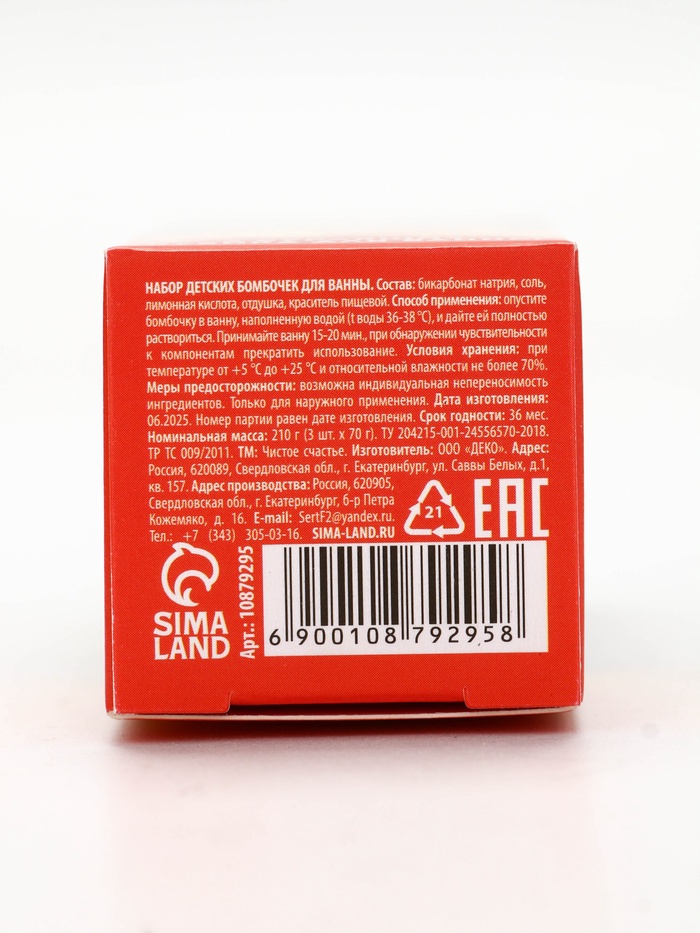 НАБОР ДЕТСКИХ БОМБОЧЕК ДЛЯ ВАННЫ. Состав: бикарбонат натрия, соль,
лимонная кислота, отдушка, краситель пищевой. Способ применения: опустите
бомбочку в ванну, наполненную водой (t воды 36-38 °C), и дайте ей полностью
раствориться. Принимайте ванну 15-20 мин., при обнаружении чувствительности
к компонентам прекратить использование. Условия хранения: при
температуре от +5 °C до +25 °C и относительной влажности не более 70%.
Меры предосторожности: возможна индивидуальная непереносимость
ингредиентов. Только для наружного применения. Дата изготовления:
06.2025. Номер партии равен дате изготовления. Срок годности: 36 мес.
Номинальная масса: 210 г (3 шт. х 70 г). ТУ 204215-001-24556570-2018.
ТР ТС 009/2011. ТМ: Чистое счастье. Изготовитель: ООО «ДЕКО». Адрес:
Россия, 620089, Свердловская обл., г. Екатеринбург, ул. Саввы Белых, д.1,
кв. 157. Адрес производства: Россия, 620905,
Свердловская обл., г. Екатеринбург, б-р Петра
Кожемяко, д. 16. E-mail: SertF2@yandex.ru.
Тел.: +7 (343) 305-03-16. SIMA-LAND.RU
21
EAC
SIMA
LAND
Арт.: 10879295
6 900108 792958